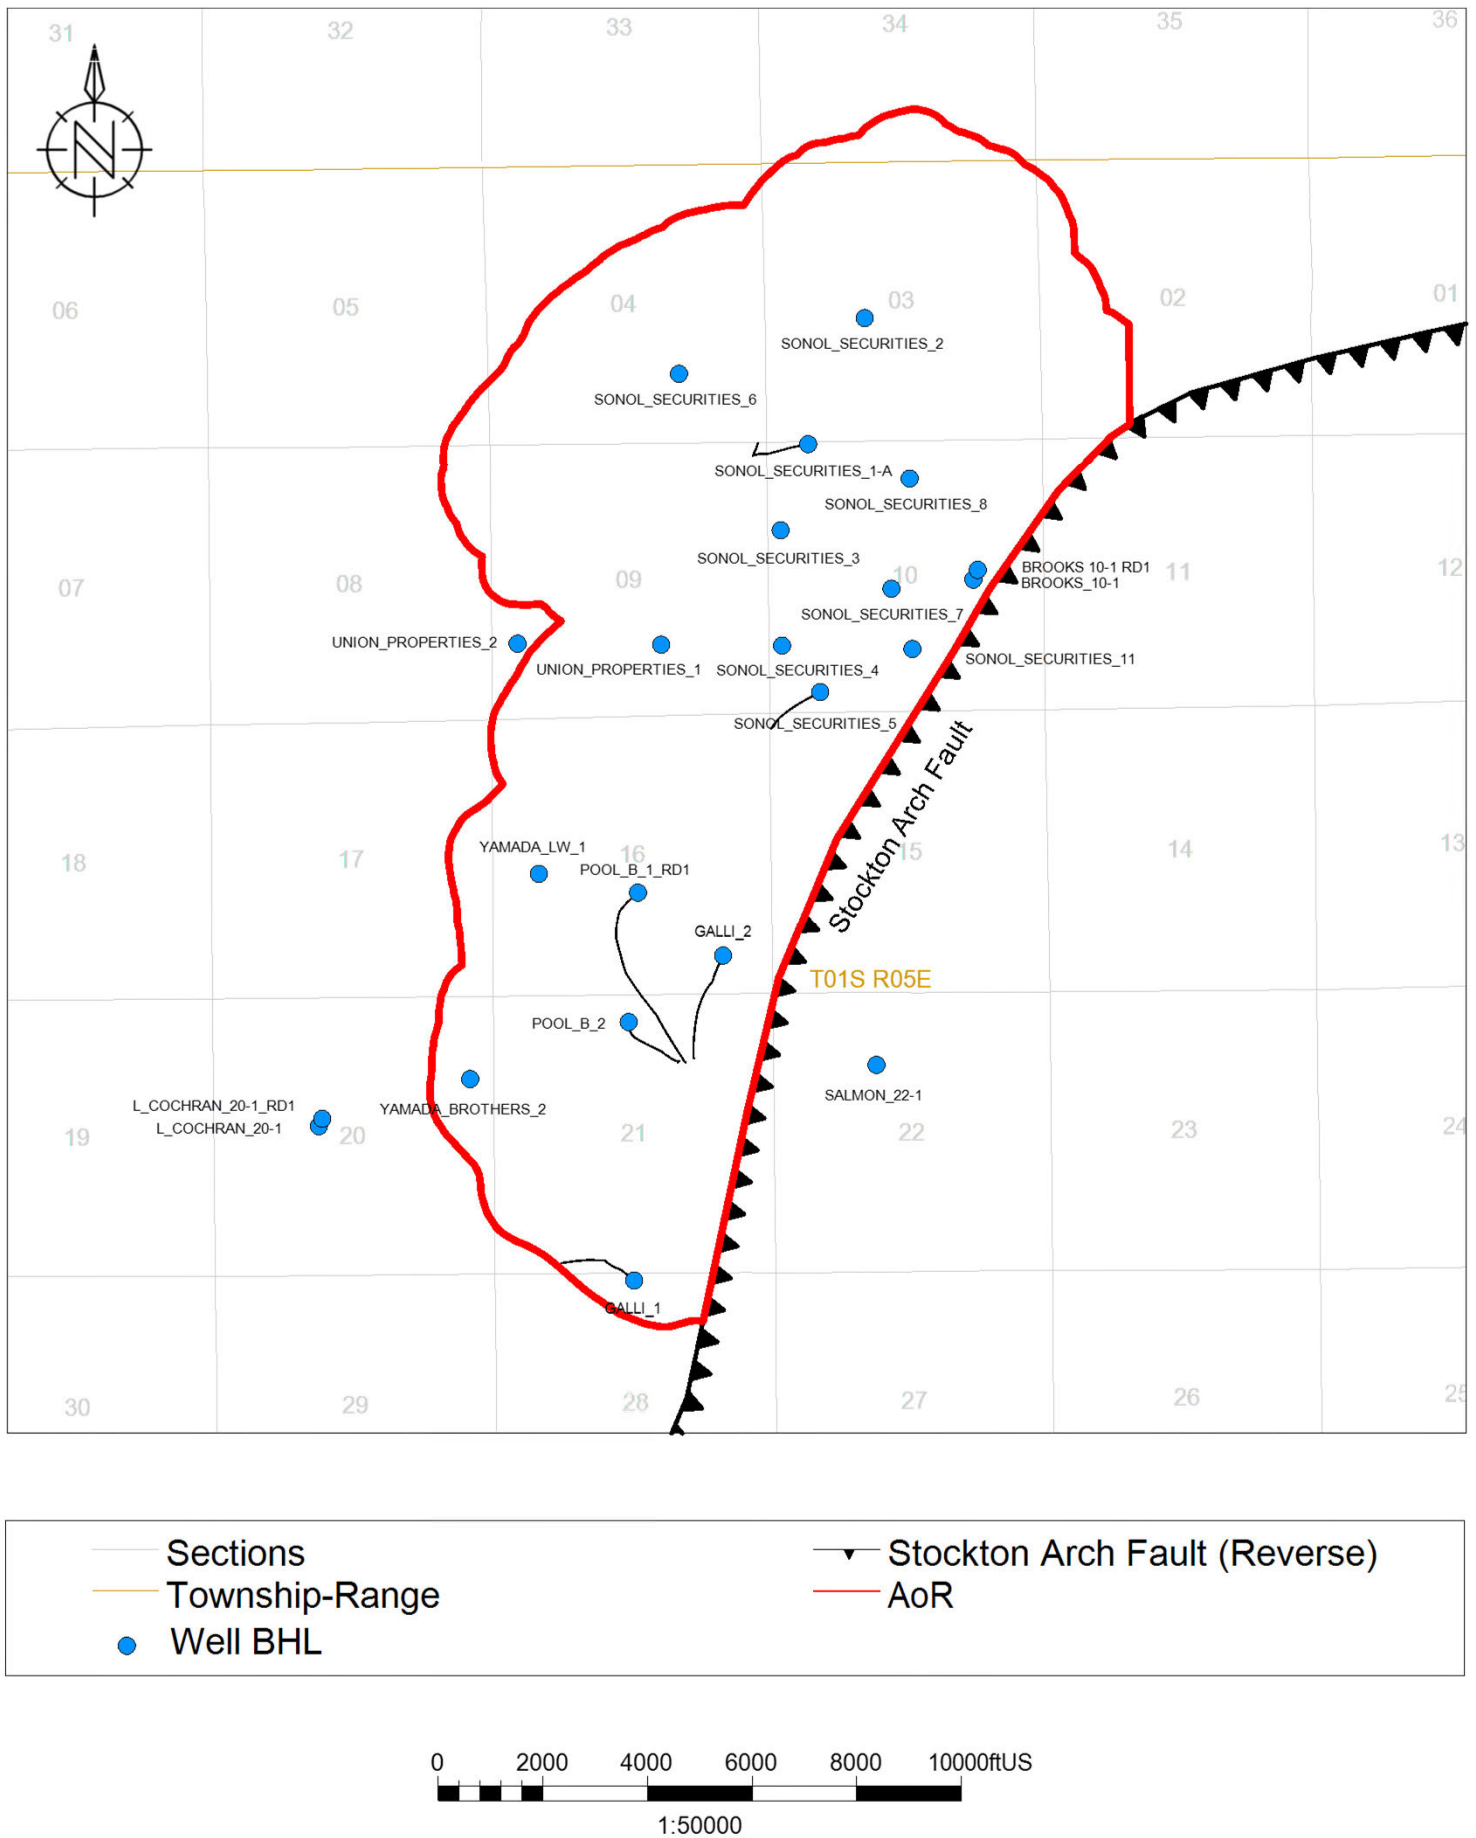 31
32
33
34
35
36
N
06
05
04
03
02
01
SONOL_SECURITIES_2
SONOL_SECURITIES_6
SONOL_SECURITIES_1-A
SONOL_SECURITIES_8
SONOL_SECURITIES_3
07
08
09
10
11
12
BROOKS 10-1 RD1
BROOKS_10-1
SONOL_SECURITIES_7
UNION_PROPERTIES_2
UNION_PROPERTIES_1
SONOL_SECURITIES_4
SONOL_SECURITIES_11
SONOL_SECURITIES_5
Stockton Arch Fault
18
17
16
15
14
13
YAMADA_LW_1
POOL_B_1_RD1
GALLI_2
T01S R05E
POOL_B_2
SALMON_22-1
L_COCHRAN_20-1_RD1
L_COCHRAN_20-1
YAMADA_BROTHERS_2
19
20
21
22
23
24
GALLI_1
30
29
28
27
26
25
Sections
Township-Range
Well BHL
Stockton Arch Fault (Reverse)
AoR
0 2000 4000 6000 8000 10000ftUS
1:50000